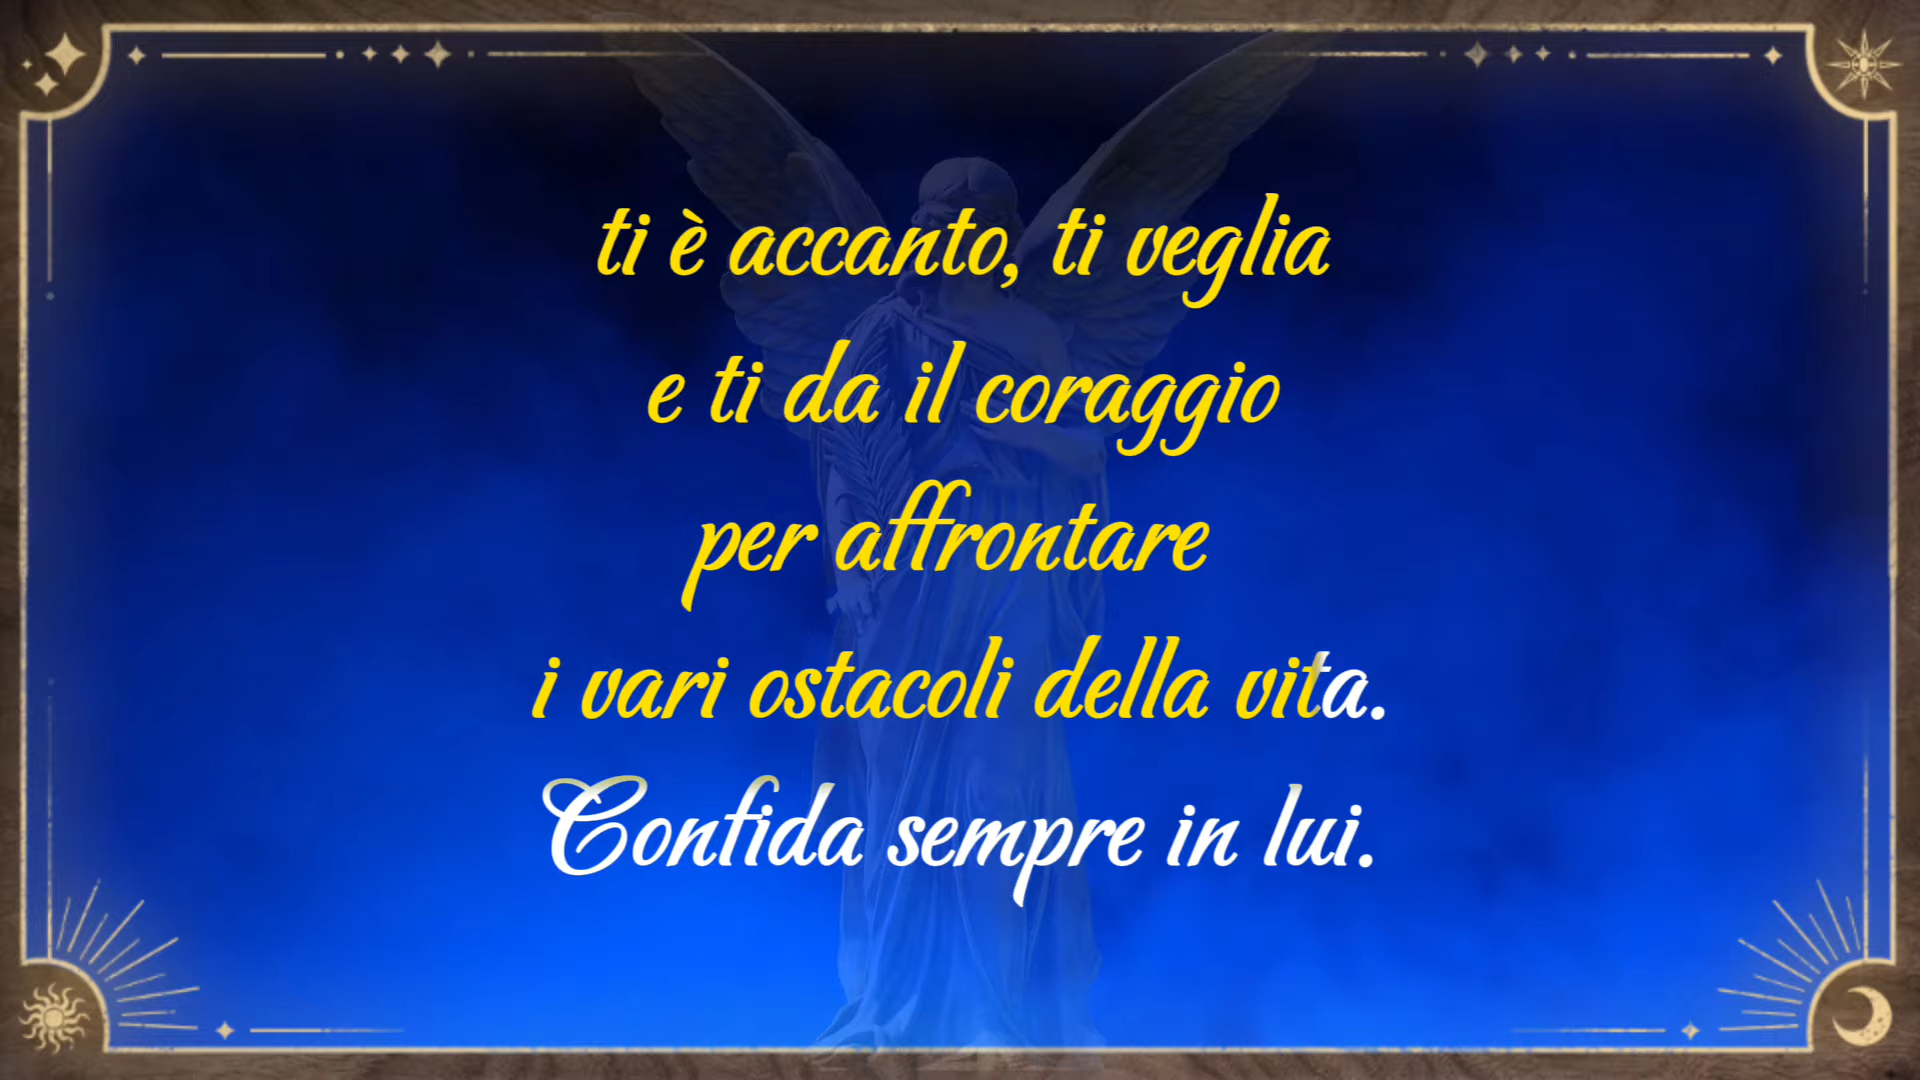 ti è accanto, ti veglia
e ti da il coraggio
per affrontare
i vari ostacoli della vita.
Confida sempre in lui.